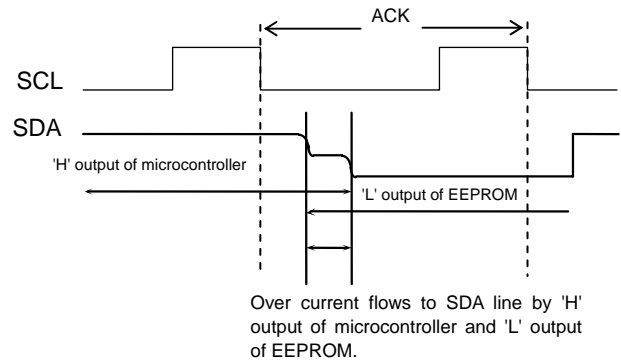 ACK
SCL
SDA
'H' output of microcontroller
'L' output of EEPROM
Over current flows to SDA line by 'H'
output of microcontroller and 'L' output
of EEPROM.